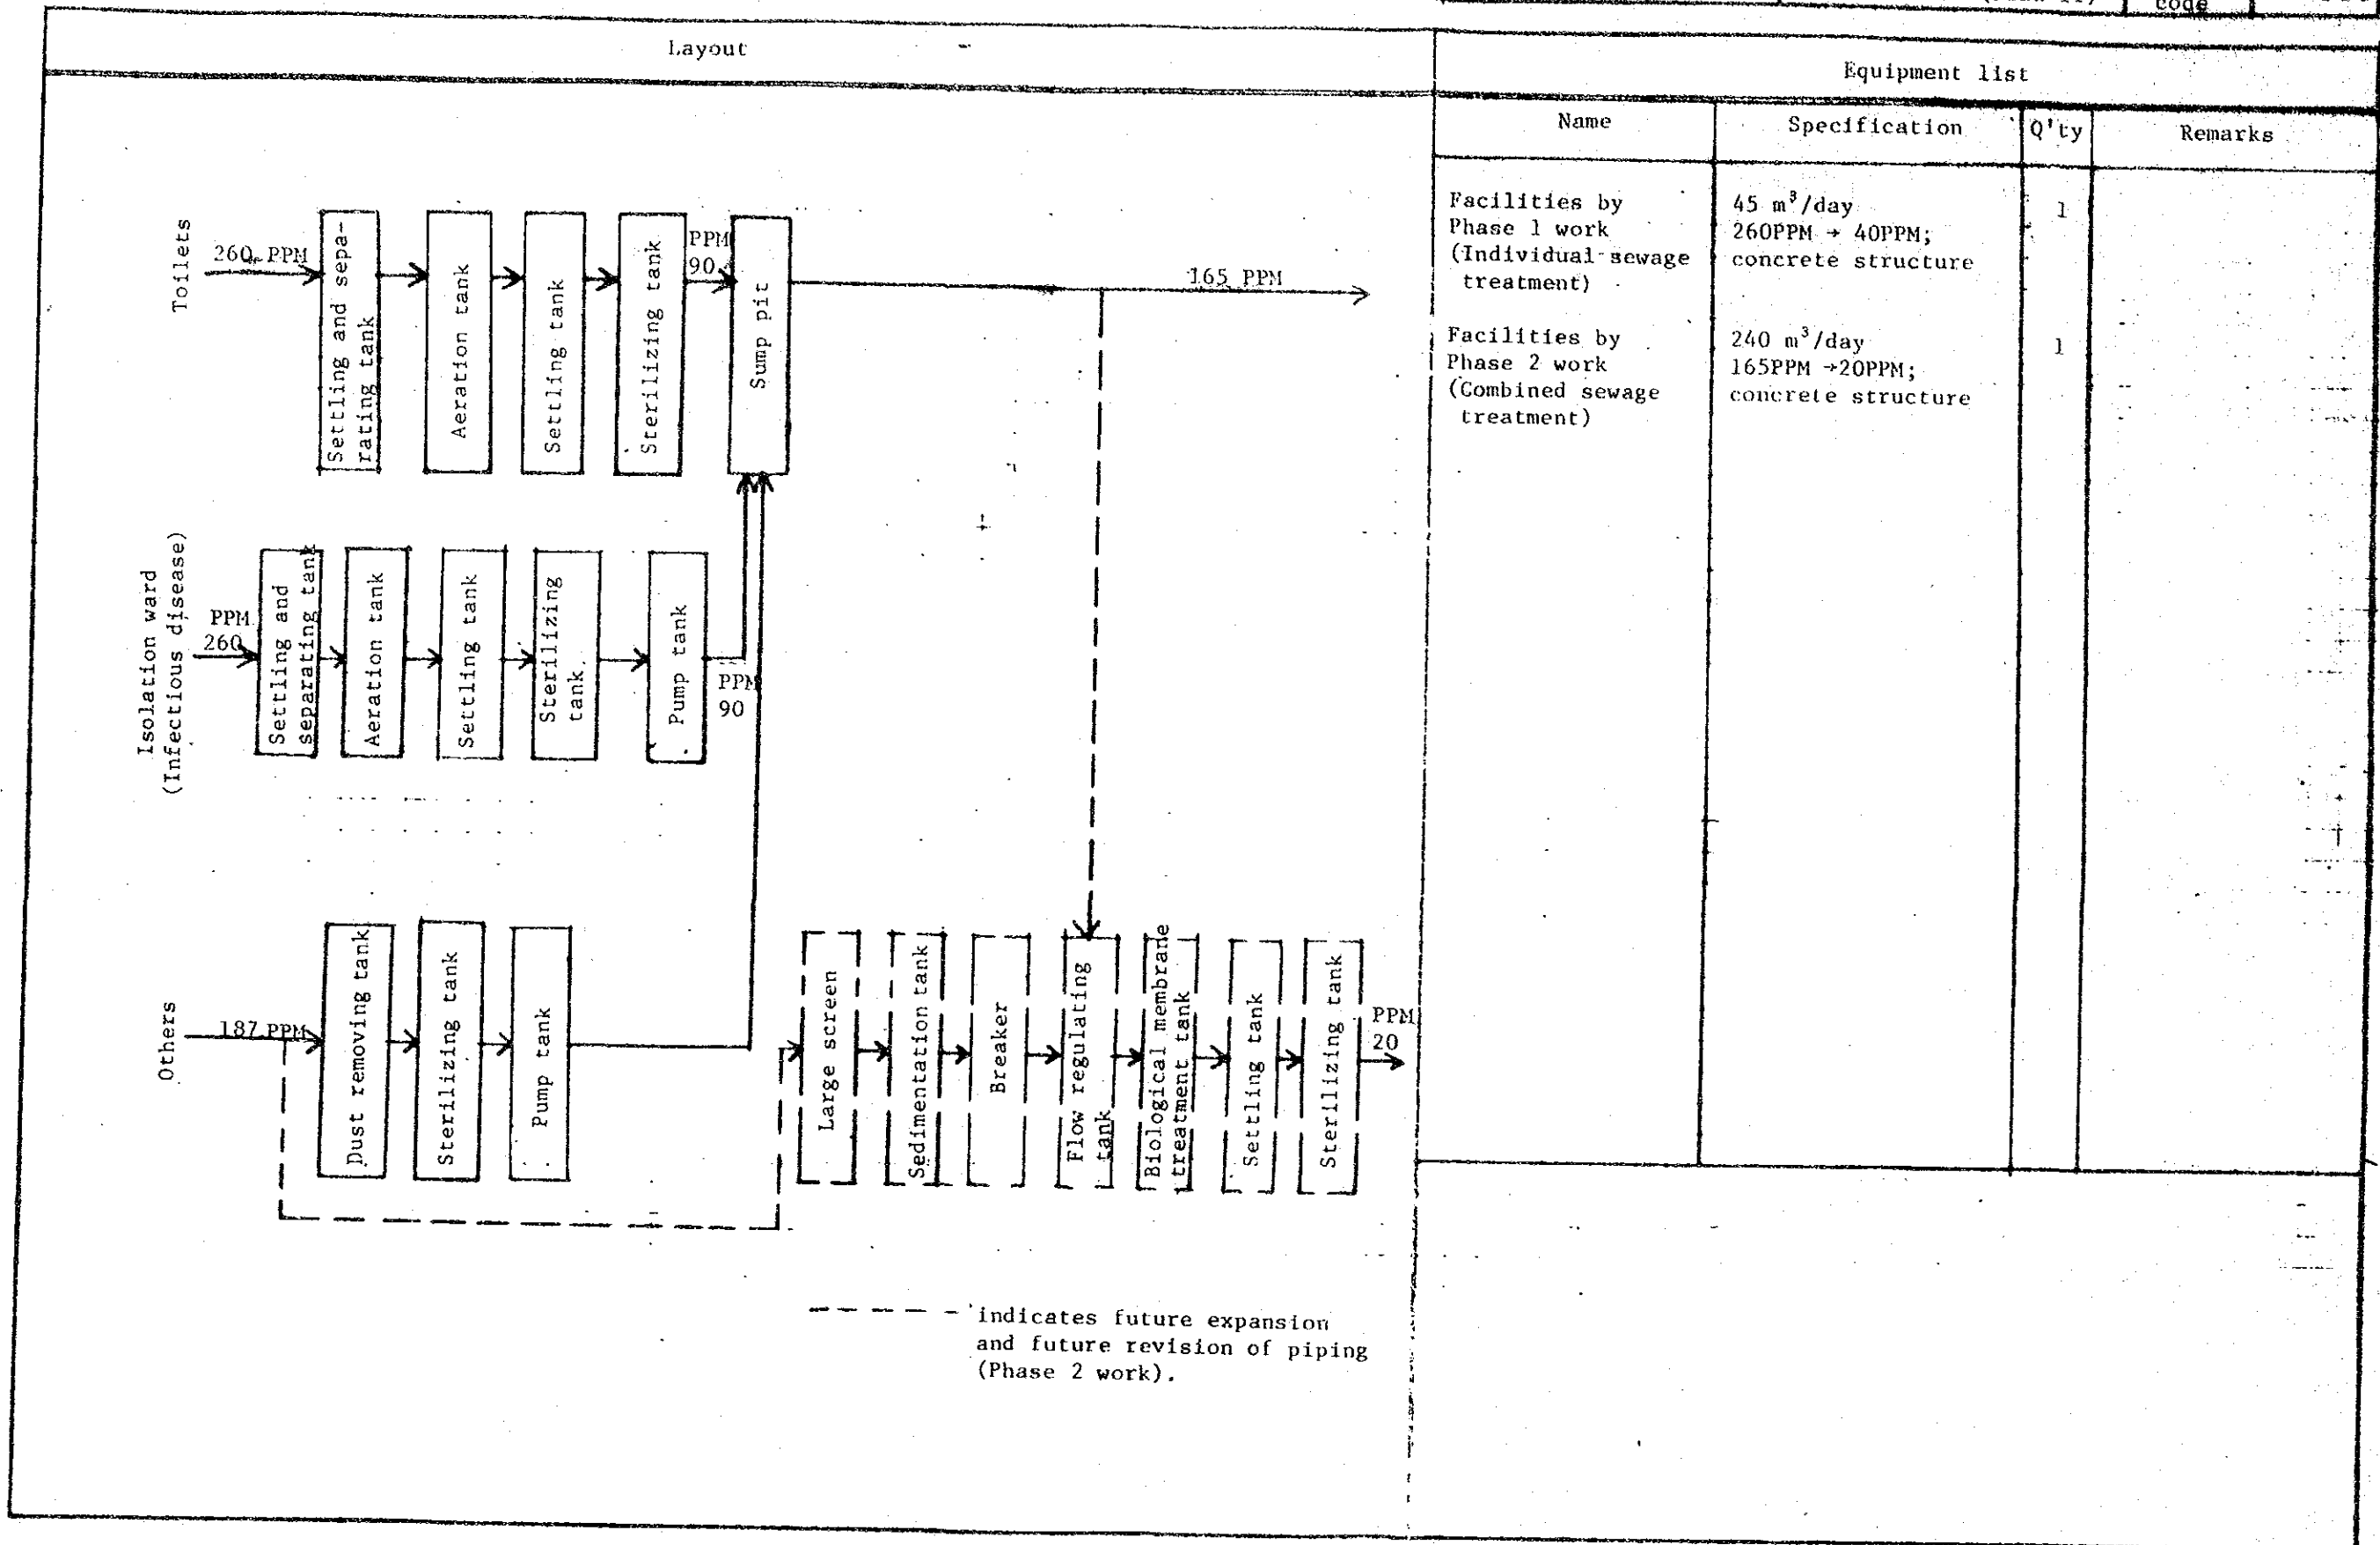 code
Layout
Equipment list
Name
Specification
Q'ty
Remarks
Facilities by
Phase 1 work
(Individual sewage
treatment)
45 m³/day
260PPM → 40PPM;
concrete structure
1
Facilities by
Phase 2 work
(Combined sewage
treatment)
240 m³/day
165PPM →20PPM;
concrete structure
1
Toilets
260 PPM
Settling and sepa-
rating tank
Aeration tank
Settling tank
Sterilizing tank
PPM
90
Sump pit
165 PPM
Isolation ward
(Infectious disease)
PPM
260
Settling and
separating tank
Aeration tank
Settling tank
Sterilizing
tank
Pump tank
PPM
90
Others
187 PPM
Dust removing tank
Sterilizing tank
Pump tank
Large screen
Sedimentation tank
Breaker
Flow regulating
tank
Biological membrane
treatment tank
Settling tank
Sterilizing tank
PPM
20
indicates future expansion
and future revision of piping
(Phase 2 work).